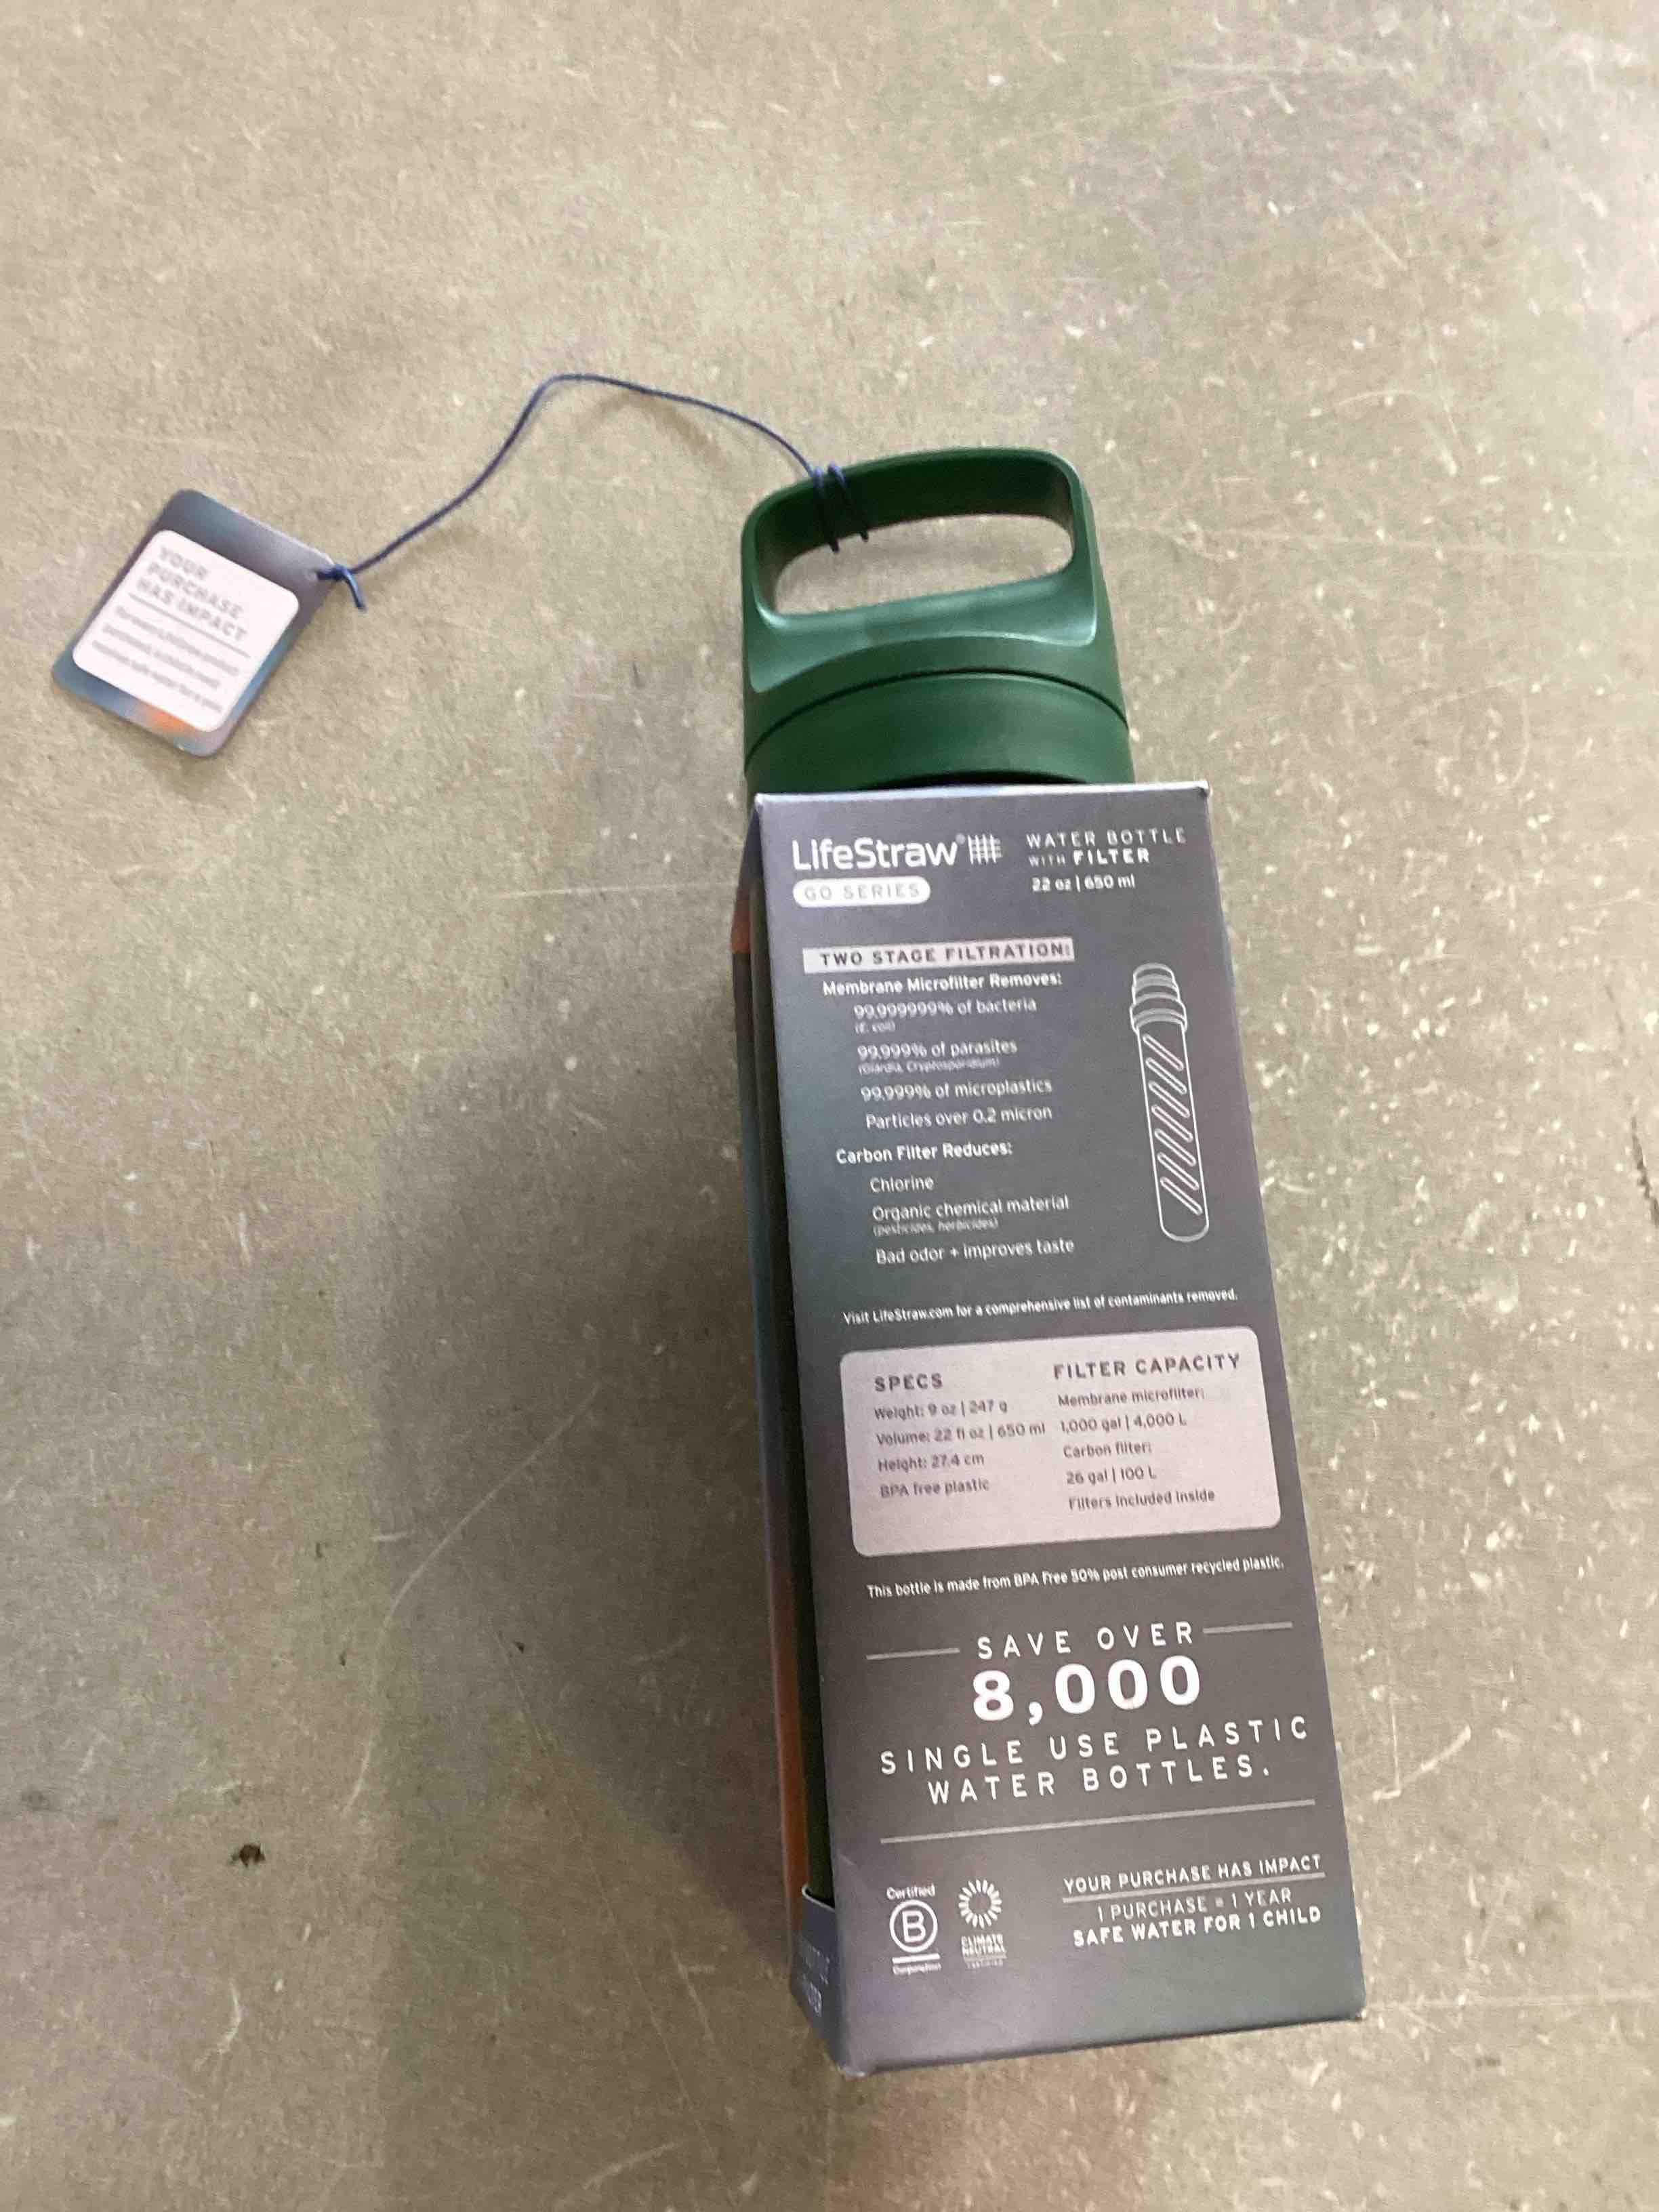 YOUR
PURCHASE
HAS IMPACT
LifeStraw®
GO SERIES
WATER BOTTLE
WITH FILTER
22 oz | 650 ml
TWO STAGE FILTRATION:
Membrane Microfilter Removes:
99.999999% of bacteria
(E. coli)
99.999% of parasites
(Giardia, Cryptosporidium)
99.999% of microplastics
Particles over 0.2 micron
Carbon Filter Reduces:
Chlorine
Organic chemical material
(pesticides, herbicides)
Bad odor + improves taste
Visit LifeStraw.com for a comprehensive list of contaminants removed.
SPECS
Weight: 9 oz | 247 g
Volume: 22 fl oz | 650 ml
Height: 27.4 cm
BPA free plastic
FILTER CAPACITY
Membrane microfilter:
1,000 gal | 4,000 L
Carbon filter:
26 gal | 100 L
Filters included inside
This bottle is made from BPA Free 50% post consumer recycled plastic.
SAVE OVER
8,000
SINGLE USE PLASTIC
WATER BOTTLES.
Certified
B
Corporation
CLIMATE
NEUTRAL
CERTIFIED
YOUR PURCHASE HAS IMPACT
1 PURCHASE = 1 YEAR
SAFE WATER FOR 1 CHILD